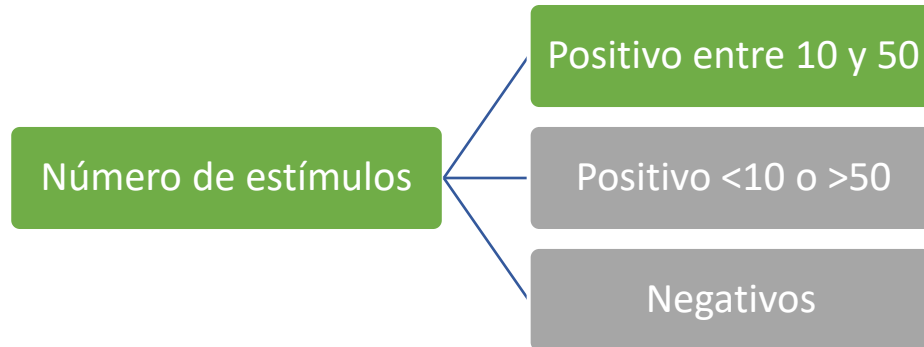 Positivo entre 10 y 50
Número de estímulos
Positivo <10 o >50
Negativos